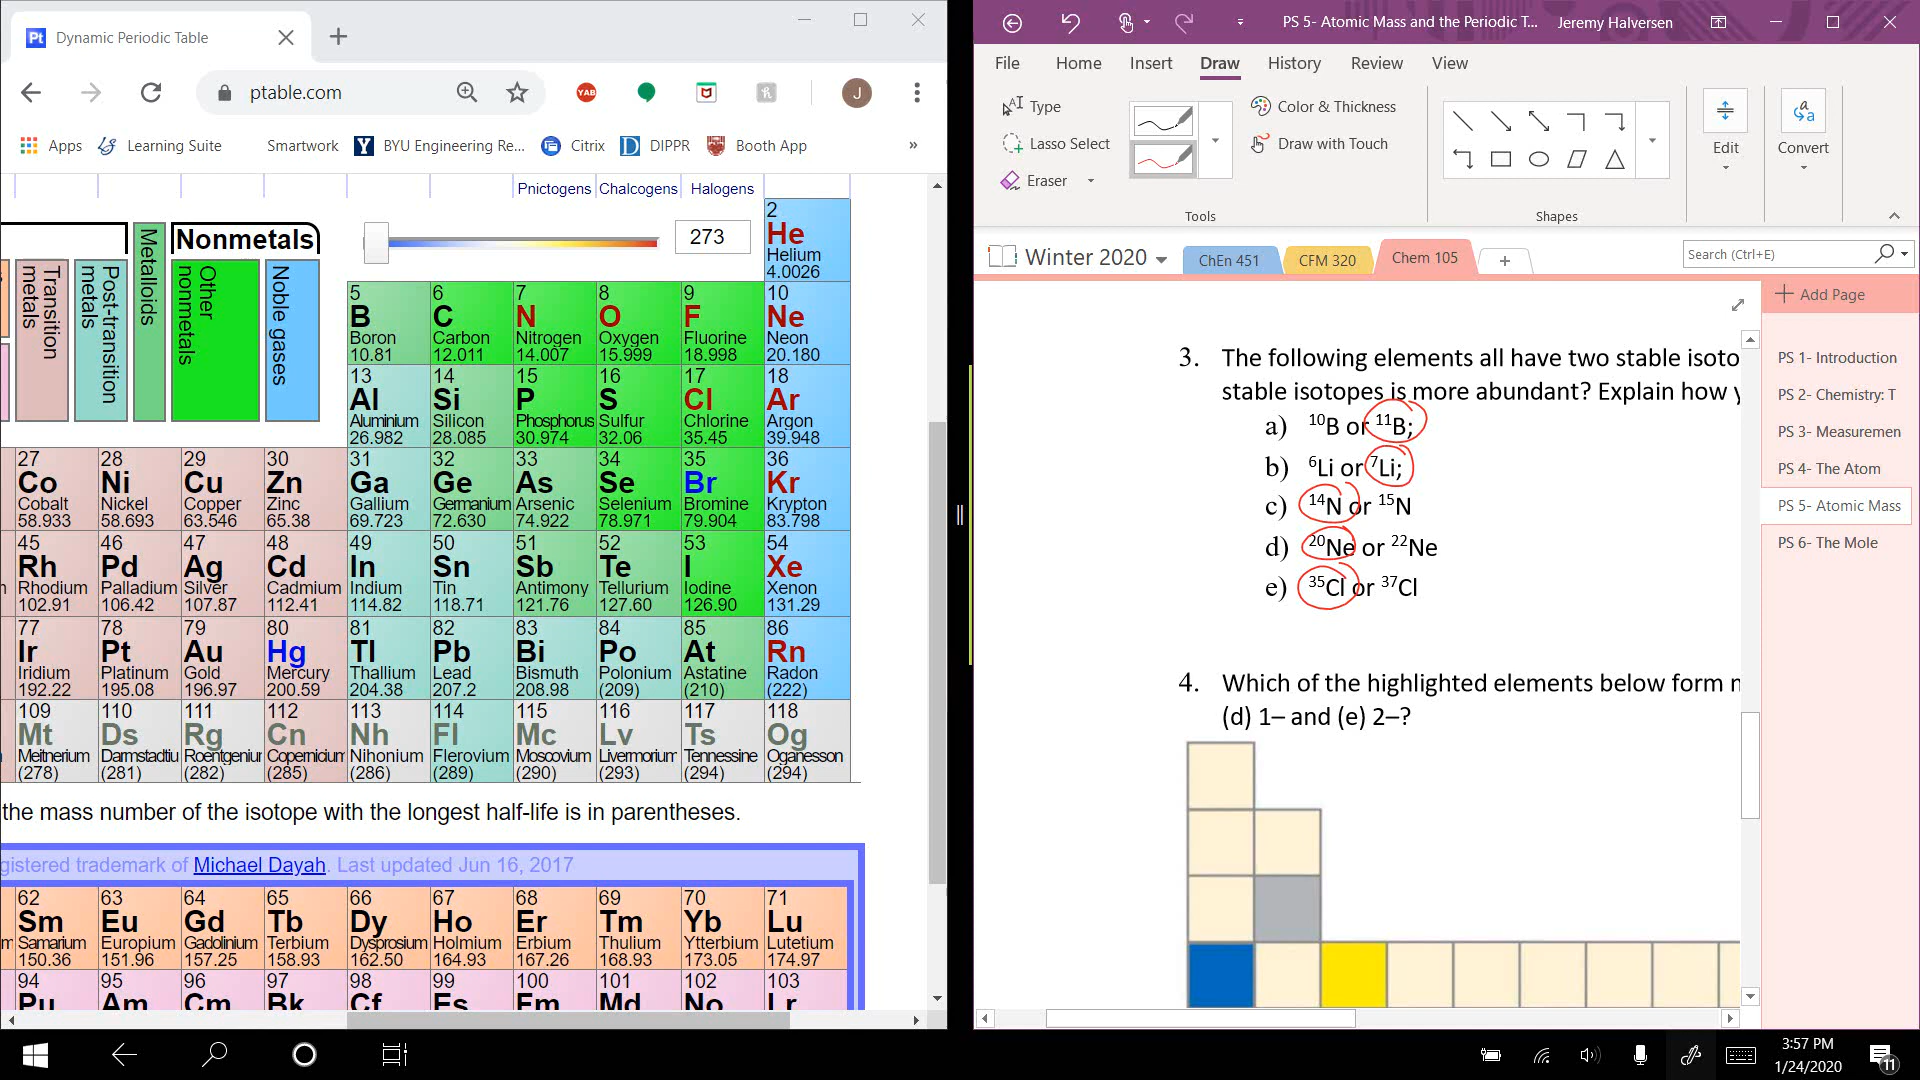 Dynamic Periodic Table
ptable.com
YAB
J
Apps
Learning Suite
Smartwork
BYU Engineering Re...
Citrix
DIPPR
Booth App
»
Pnictogens Chalcogens Halogens
Transition metals
Post-transition metals
Metalloids
Nonmetals
Other nonmetals
Noble gases
273
2
He
Helium
4.0026
5 6 7 8 9 10
B C N O F Ne
Boron Carbon Nitrogen Oxygen Fluorine Neon
10.81 12.011 14.007 15.999 18.998 20.180
13 14 15 16 17 18
Al Si P S Cl Ar
Aluminium Silicon Phosphorus Sulfur Chlorine Argon
26.982 28.085 30.974 32.06 35.45 39.948
27 28 29 30 31 32 33 34 35 36
Co Ni Cu Zn Ga Ge As Se Br Kr
Cobalt Nickel Copper Zinc Gallium Germanium Arsenic Selenium Bromine Krypton
58.933 58.693 63.546 65.38 69.723 72.630 74.922 78.971 79.904 83.798
45 46 47 48 49 50 51 52 53 54
Rh Pd Ag Cd In Sn Sb Te I Xe
Rhodium Palladium Silver Cadmium Indium Tin Antimony Tellurium Iodine Xenon
102.91 106.42 107.87 112.41 114.82 118.71 121.76 127.60 126.90 131.29
77 78 79 80 81 82 83 84 85 86
Ir Pt Au Hg Tl Pb Bi Po At Rn
Iridium Platinum Gold Mercury Thallium Lead Bismuth Polonium Astatine Radon
192.22 195.08 196.97 200.59 204.38 207.2 208.98 (209) (210) (222)
109 110 111 112 113 114 115 116 117 118
Mt Ds Rg Cn Nh Fl Mc Lv Ts Og
Meitnerium Darmstadtiu Roentgeniur Copernicium Nihonium Flerovium Moscovium Livermorium Tennessine Oganesson
(278) (281) (282) (285) (286) (289) (290) (293) (294) (294)
the mass number of the isotope with the longest half-life is in parentheses.
gistered trademark of Michael Dayah. Last updated Jun 16, 2017
62 63 64 65 66 67 68 69 70 71
Sm Eu Gd Tb Dy Ho Er Tm Yb Lu
Samarium Europium Gadolinium Terbium Dysprosium Holmium Erbium Thulium Ytterbium Lutetium
150.36 151.96 157.25 158.93 162.50 164.93 167.26 168.93 173.05 174.97
94 95 96 97 98 99 100 101 102 103
Pu Am Cm Bk Cf Es Fm Md No Lr
PS 5- Atomic Mass and the Periodic T... Jeremy Halversen
File Home Insert Draw History Review View
Type
Lasso Select
Eraser
Color & Thickness
Draw with Touch
Edit
Convert
Tools
Shapes
Winter 2020
ChEn 451
CFM 320
Chem 105
Search (Ctrl+E)
Add Page
PS 1- Introduction
PS 2- Chemistry: T
PS 3- Measuremen
PS 4- The Atom
PS 5- Atomic Mass
PS 6- The Mole
3. The following elements all have two stable isoto
stable isotopes is more abundant? Explain how y
a) ¹⁰B or ¹¹B;
b) ⁶Li or ⁷Li;
c) ¹⁴N or ¹⁵N
d) ²⁰Ne or ²²Ne
e) ³⁵Cl or ³⁷Cl
4. Which of the highlighted elements below form
(d) 1– and (e) 2–?
3:57 PM
1/24/2020
11